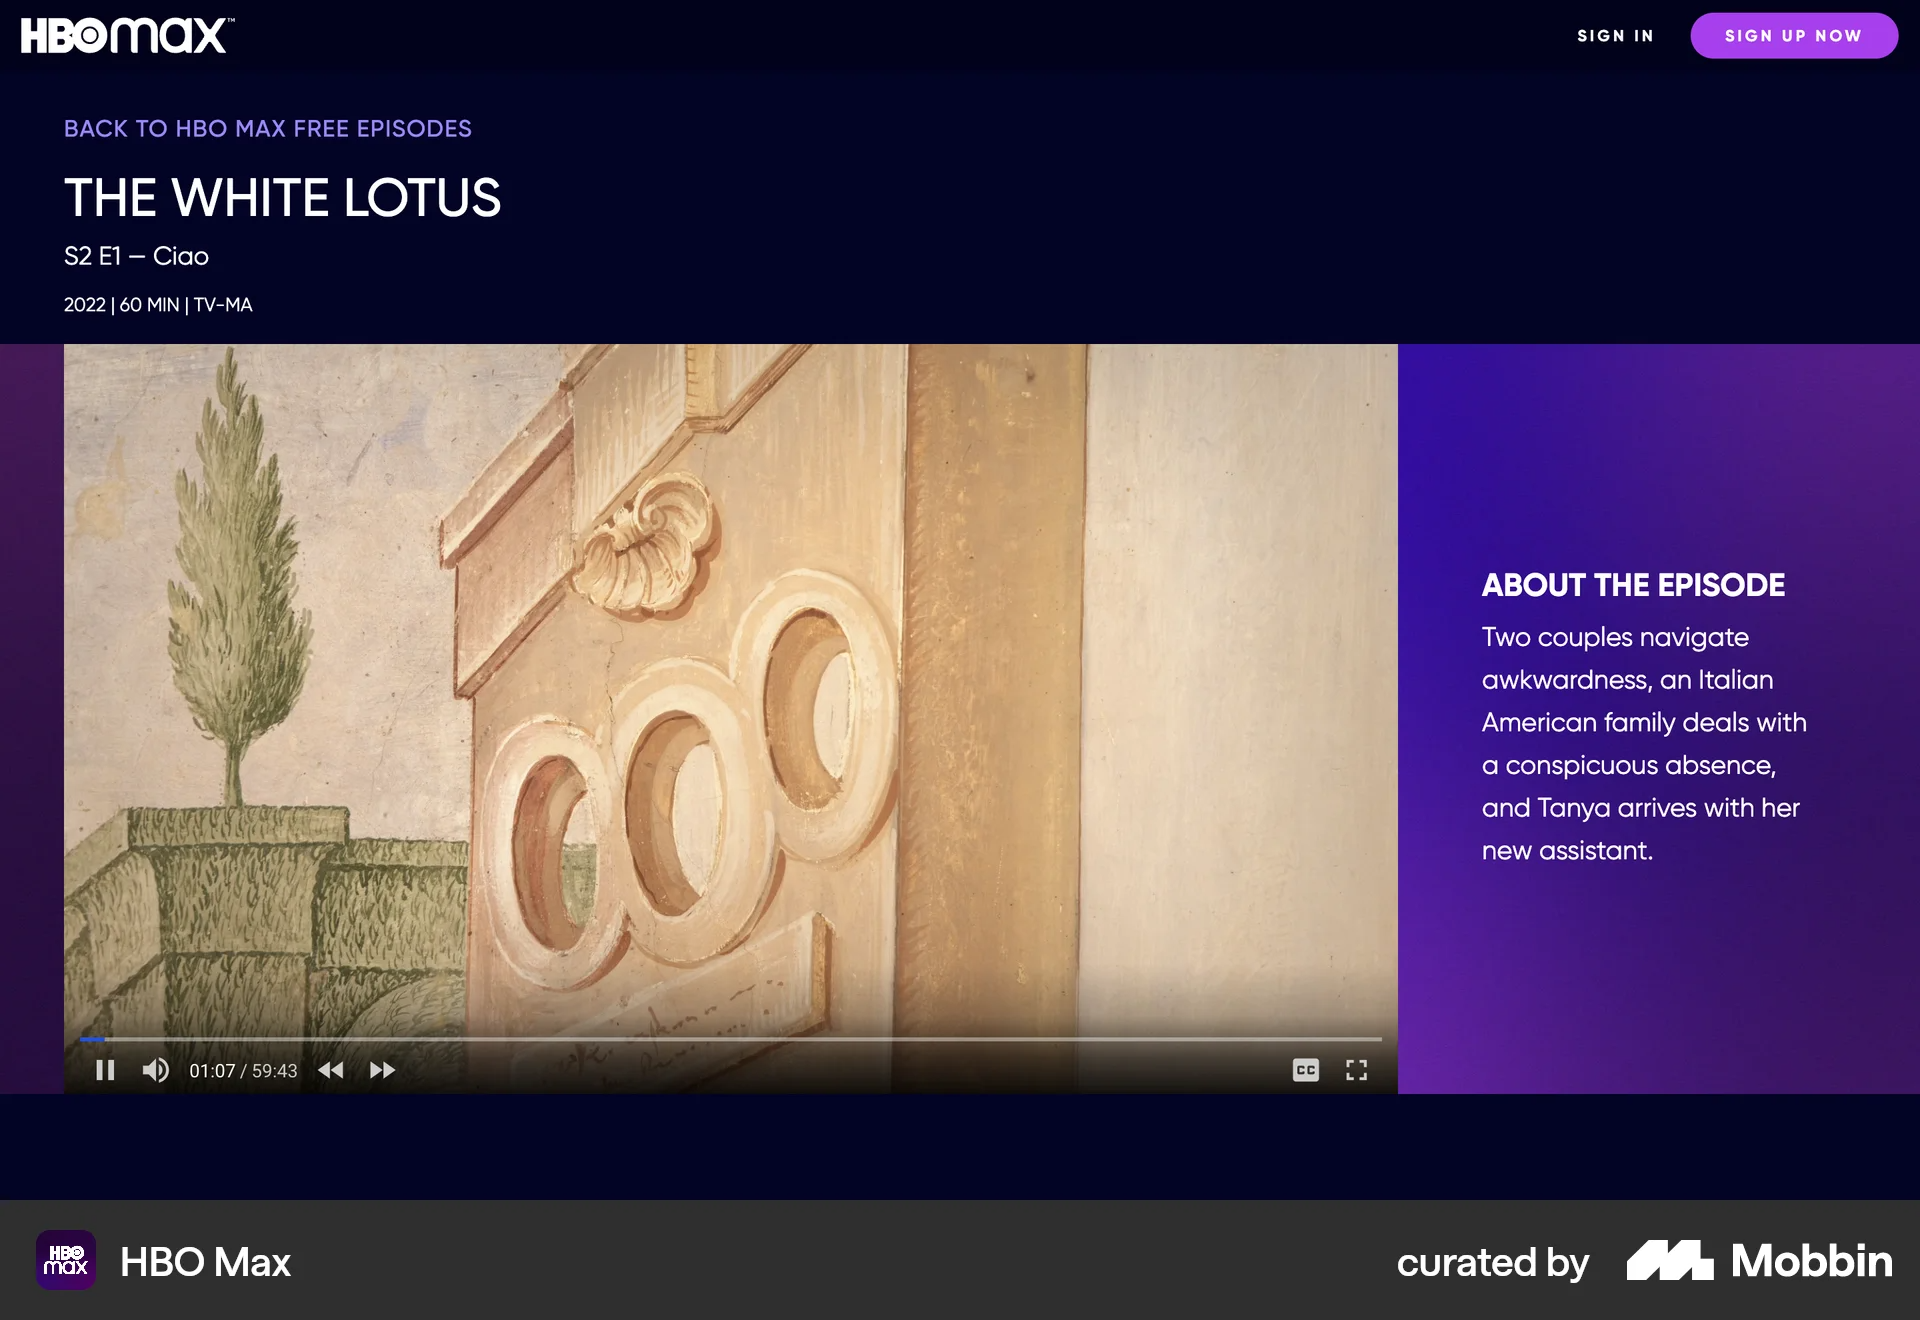 HBOmax™
SIGN IN
SIGN UP NOW
BACK TO HBO MAX FREE EPISODES
THE WHITE LOTUS
S2 E1 – Ciao
2022 | 60 MIN | TV-MA
ABOUT THE EPISODE
Two couples navigate
awkwardness, an Italian
American family deals with
a conspicuous absence,
and Tanya arrives with her
new assistant.
01:07 / 59:43
CC
HBO
max
HBO Max
curated by
Mobbin